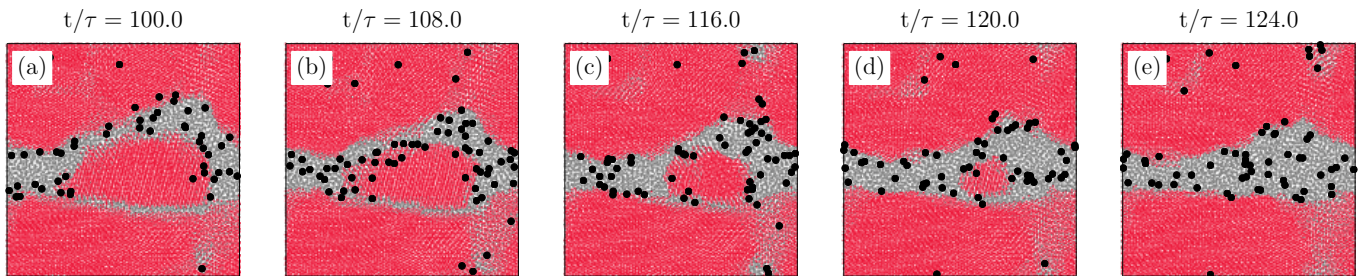 t/τ = 100.0 t/τ = 108.0 t/τ = 116.0 t/τ = 120.0 t/τ = 124.0
(a) (b) (c) (d) (e)